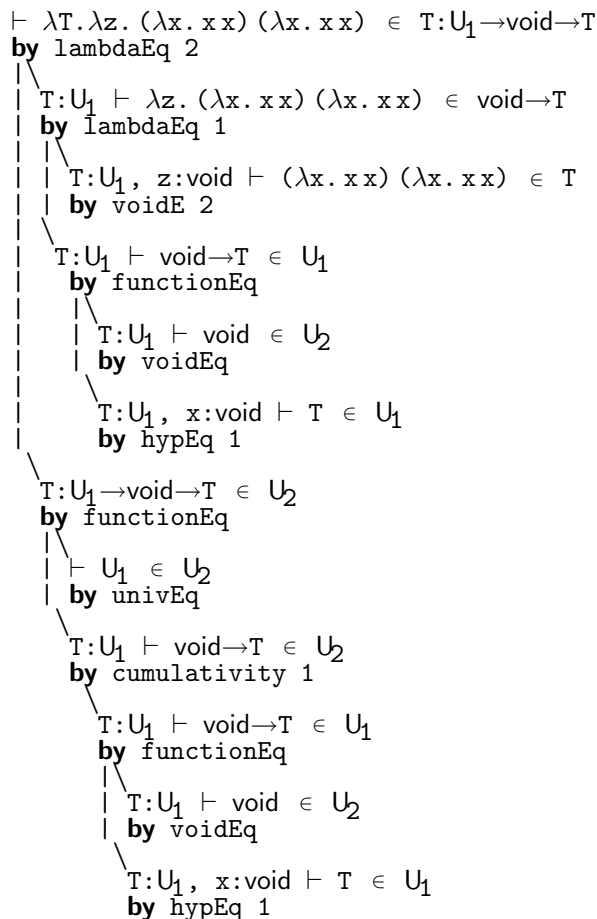 ⊢ λT.λz. (λx. x x) (λx. x x) ∈ T:U₁→void→T
by lambdaEq 2
T:U₁ ⊢ λz. (λx. x x) (λx. x x) ∈ void→T
by lambdaEq 1
T:U₁, z:void ⊢ (λx. x x) (λx. x x) ∈ T
by voidE 2
T:U₁ ⊢ void→T ∈ U₁
by functionEq
T:U₁ ⊢ void ∈ U₂
by voidEq
T:U₁, x:void ⊢ T ∈ U₁
by hypEq 1
T:U₁→void→T ∈ U₂
by functionEq
⊢ U₁ ∈ U₂
by univEq
T:U₁ ⊢ void→T ∈ U₂
by cumulativity 1
T:U₁ ⊢ void→T ∈ U₁
by functionEq
T:U₁ ⊢ void ∈ U₂
by voidEq
T:U₁, x:void ⊢ T ∈ U₁
by hypEq 1